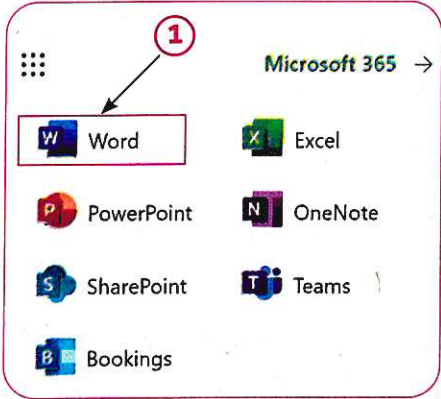 1
Microsoft 365 →
W Word
X Excel
P PowerPoint
N OneNote
S SharePoint
T Teams
B Bookings